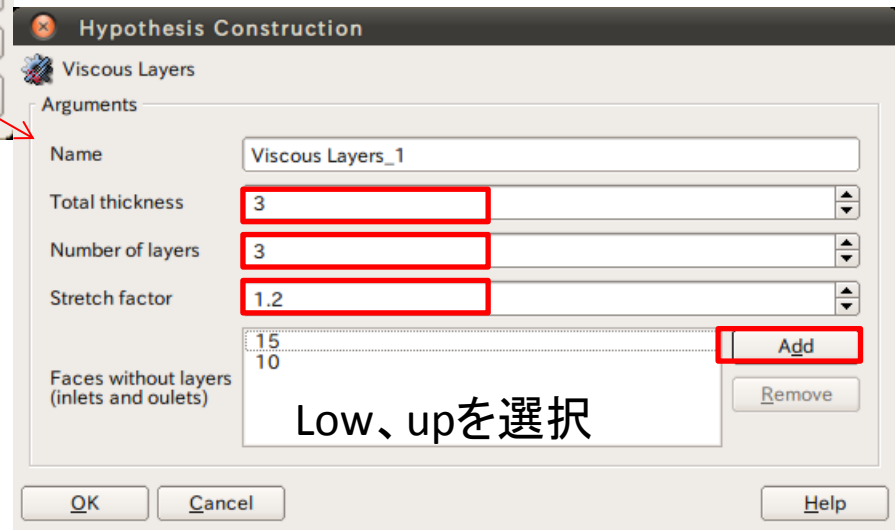 Hypothesis Construction
Viscous Layers
Arguments
Name
Viscous Layers_1
Total thickness
3
Number of layers
3
Stretch factor
1.2
Faces without layers
(inlets and oulets)
15
10
Low、upを選択
Add
Remove
OK
Cancel
Help